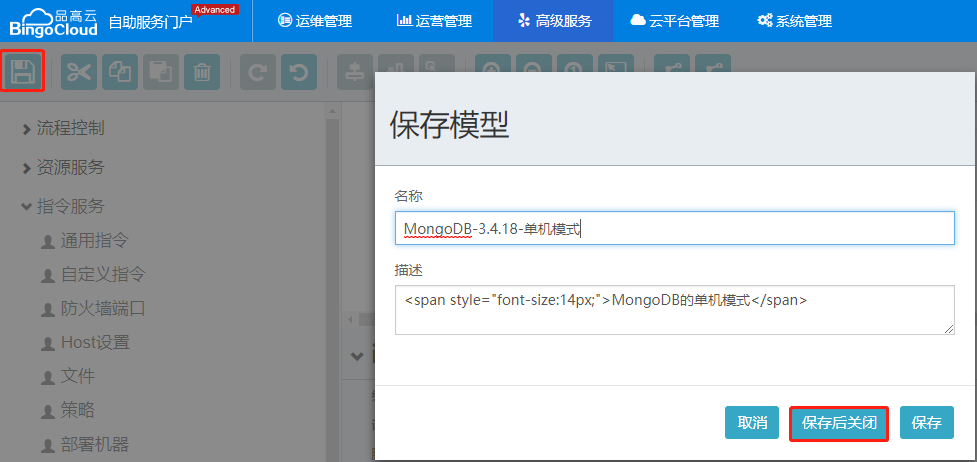 品高云
BingoCloud
自助服务门户
Advanced
运维管理
运营管理
高级服务
云平台管理
系统管理
流程控制
资源服务
指令服务
通用指令
自定义指令
防火墙端口
Host设置
文件
策略
部署机器
保存模型
名称
MongoDB-3.4.18-单机模式
描述
<span style="font-size:14px;">MongoDB的单机模式</span>
取消
保存后关闭
保存